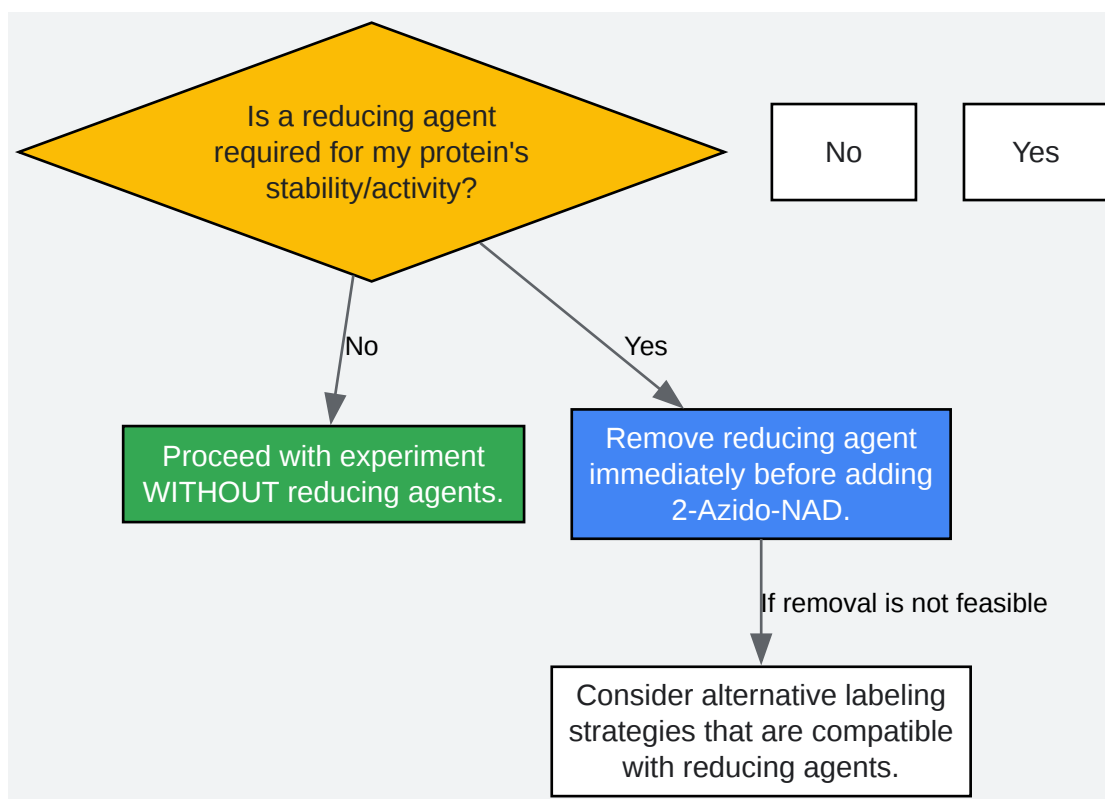 Is a reducing agent
required for my protein's
stability/activity?
No
Yes
No
Yes
Proceed with experiment
WITHOUT reducing agents.
Remove reducing agent
immediately before adding
2-Azido-NAD.
If removal is not feasible
Consider alternative labeling
strategies that are compatible
with reducing agents.